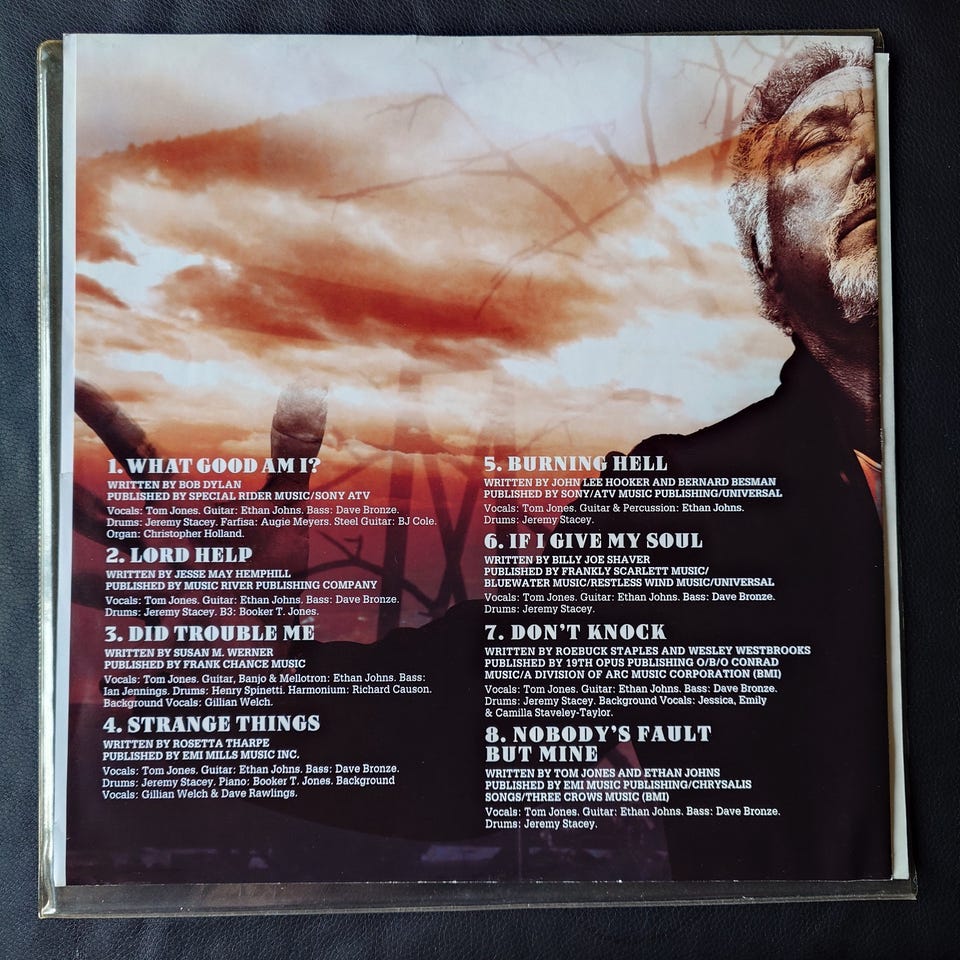 1. WHAT GOOD AM I?
WRITTEN BY BOB DYLAN
PUBLISHED BY SPECIAL RIDER MUSIC/SONY ATV
Vocals: Tom Jones. Guitar: Ethan Johns. Bass: Dave Bronze.
Drums: Jeremy Stacey. Farfisa: Augie Meyers. Steel Guitar: BJ Cole.
Organ: Christopher Holland.
2. LORD HELP
WRITTEN BY JESSE MAY HEMPHILL
PUBLISHED BY MUSIC RIVER PUBLISHING COMPANY
Vocals: Tom Jones. Guitar: Ethan Johns. Bass: Dave Bronze.
Drums: Jeremy Stacey. B3: Booker T. Jones.
3. DID TROUBLE ME
WRITTEN BY SUSAN M. WERNER
PUBLISHED BY FRANK CHANCE MUSIC
Vocals: Tom Jones. Guitar, Banjo & Mellotron: Ethan Johns. Bass:
Ian Jennings. Drums: Henry Spinetti. Harmonium: Richard Causon.
Background Vocals: Gillian Welch.
4. STRANGE THINGS
WRITTEN BY ROSETTA THARPE
PUBLISHED BY EMI MILLS MUSIC INC.
Vocals: Tom Jones. Guitar: Ethan Johns. Bass: Dave Bronze.
Drums: Jeremy Stacey. Piano: Booker T. Jones. Background
Vocals: Gillian Welch & Dave Rawlings.
5. BURNING HELL
WRITTEN BY JOHN LEE HOOKER AND BERNARD BESMAN
PUBLISHED BY SONY/ATV MUSIC PUBLISHING/UNIVERSAL
Vocals: Tom Jones. Guitar & Percussion: Ethan Johns.
Drums: Jeremy Stacey.
6. IF I GIVE MY SOUL
WRITTEN BY BILLY JOE SHAVER
PUBLISHED BY FRANKLY SCARLETT MUSIC/
BLUEWATER MUSIC/RESTLESS WIND MUSIC/UNIVERSAL
Vocals: Tom Jones. Guitar: Ethan Johns. Bass: Dave Bronze.
Drums: Jeremy Stacey.
7. DON'T KNOCK
WRITTEN BY ROEBUCK STAPLES AND WESLEY WESTBROOKS
PUBLISHED BY 19TH OPUS PUBLISHING O/B/O CONRAD
MUSIC/A DIVISION OF ARC MUSIC CORPORATION (BMI)
Vocals: Tom Jones. Guitar: Ethan Johns. Bass: Dave Bronze.
Drums: Jeremy Stacey. Background Vocals: Jessica, Emily
& Camilla Staveley-Taylor.
8. NOBODY'S FAULT
BUT MINE
WRITTEN BY TOM JONES AND ETHAN JOHNS
PUBLISHED BY EMI MUSIC PUBLISHING/CHRYSALIS
SONGS/THREE CROWS MUSIC (BMI)
Vocals: Tom Jones. Guitar: Ethan Johns. Bass: Dave Bronze.
Drums: Jeremy Stacey.